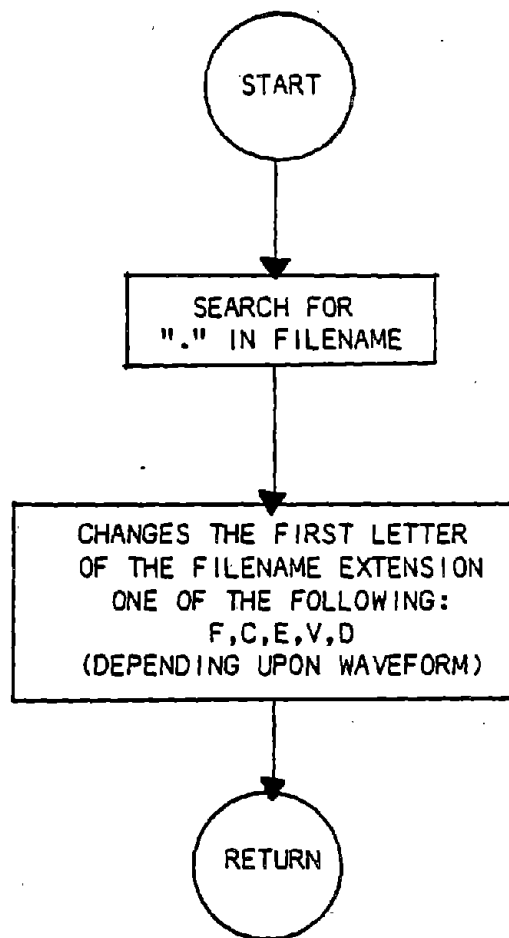 START
SEARCH FOR
"." IN FILENAME
CHANGES THE FIRST LETTER
OF THE FILENAME EXTENSION
ONE OF THE FOLLOWING:
F,C,E,V,D
(DEPENDING UPON WAVEFORM)
RETURN